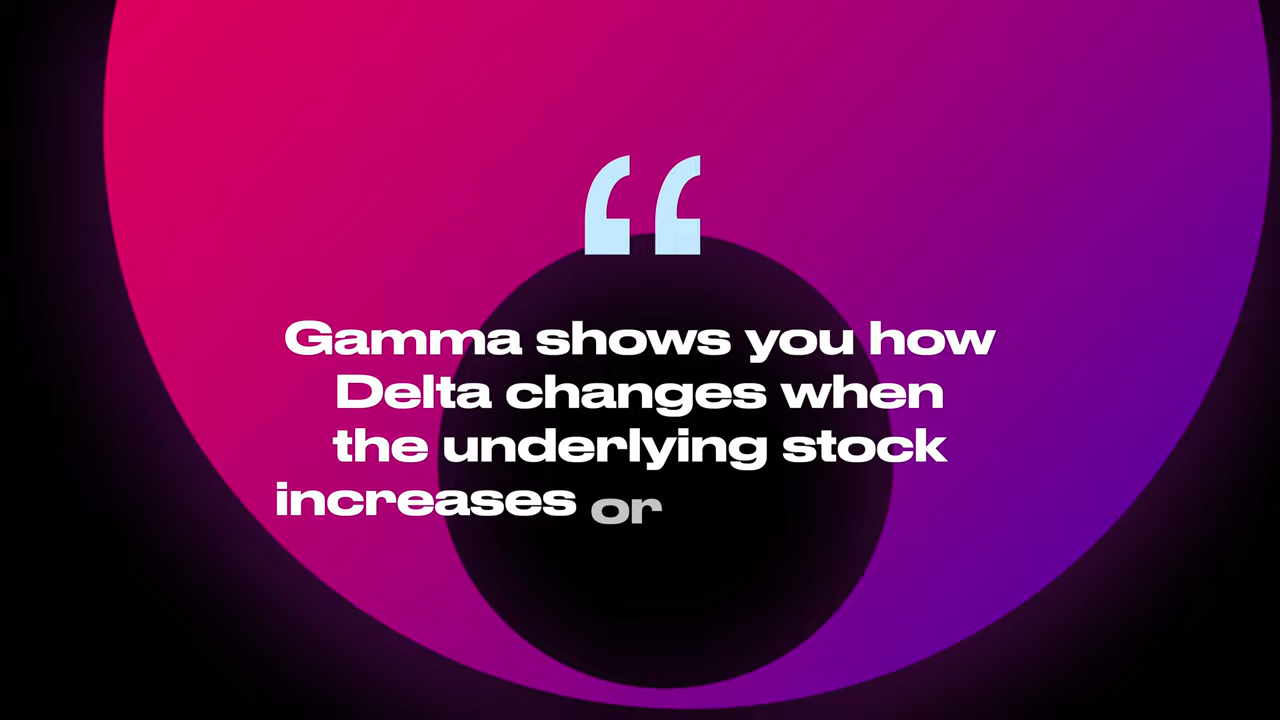 “
Gamma shows you how
Delta changes when
the underlying stock
increases or